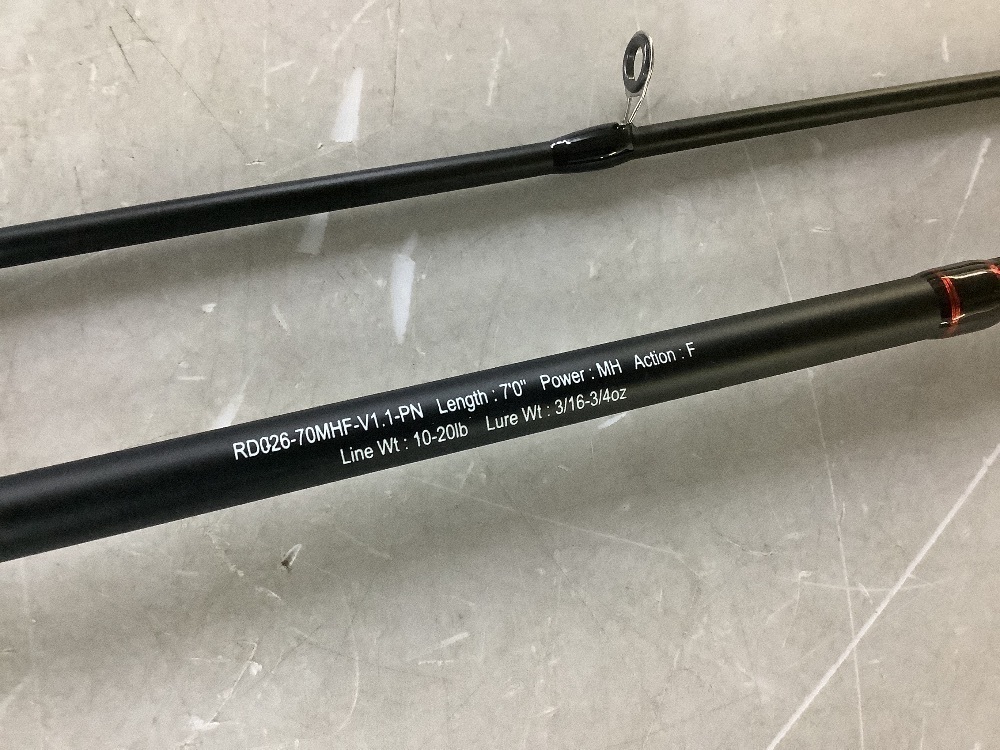 RD026-70MHF-V1.1-PN Length : 7'0" Power : MH Action : F
Line Wt : 10-20lb Lure Wt : 3/16-3/4oz